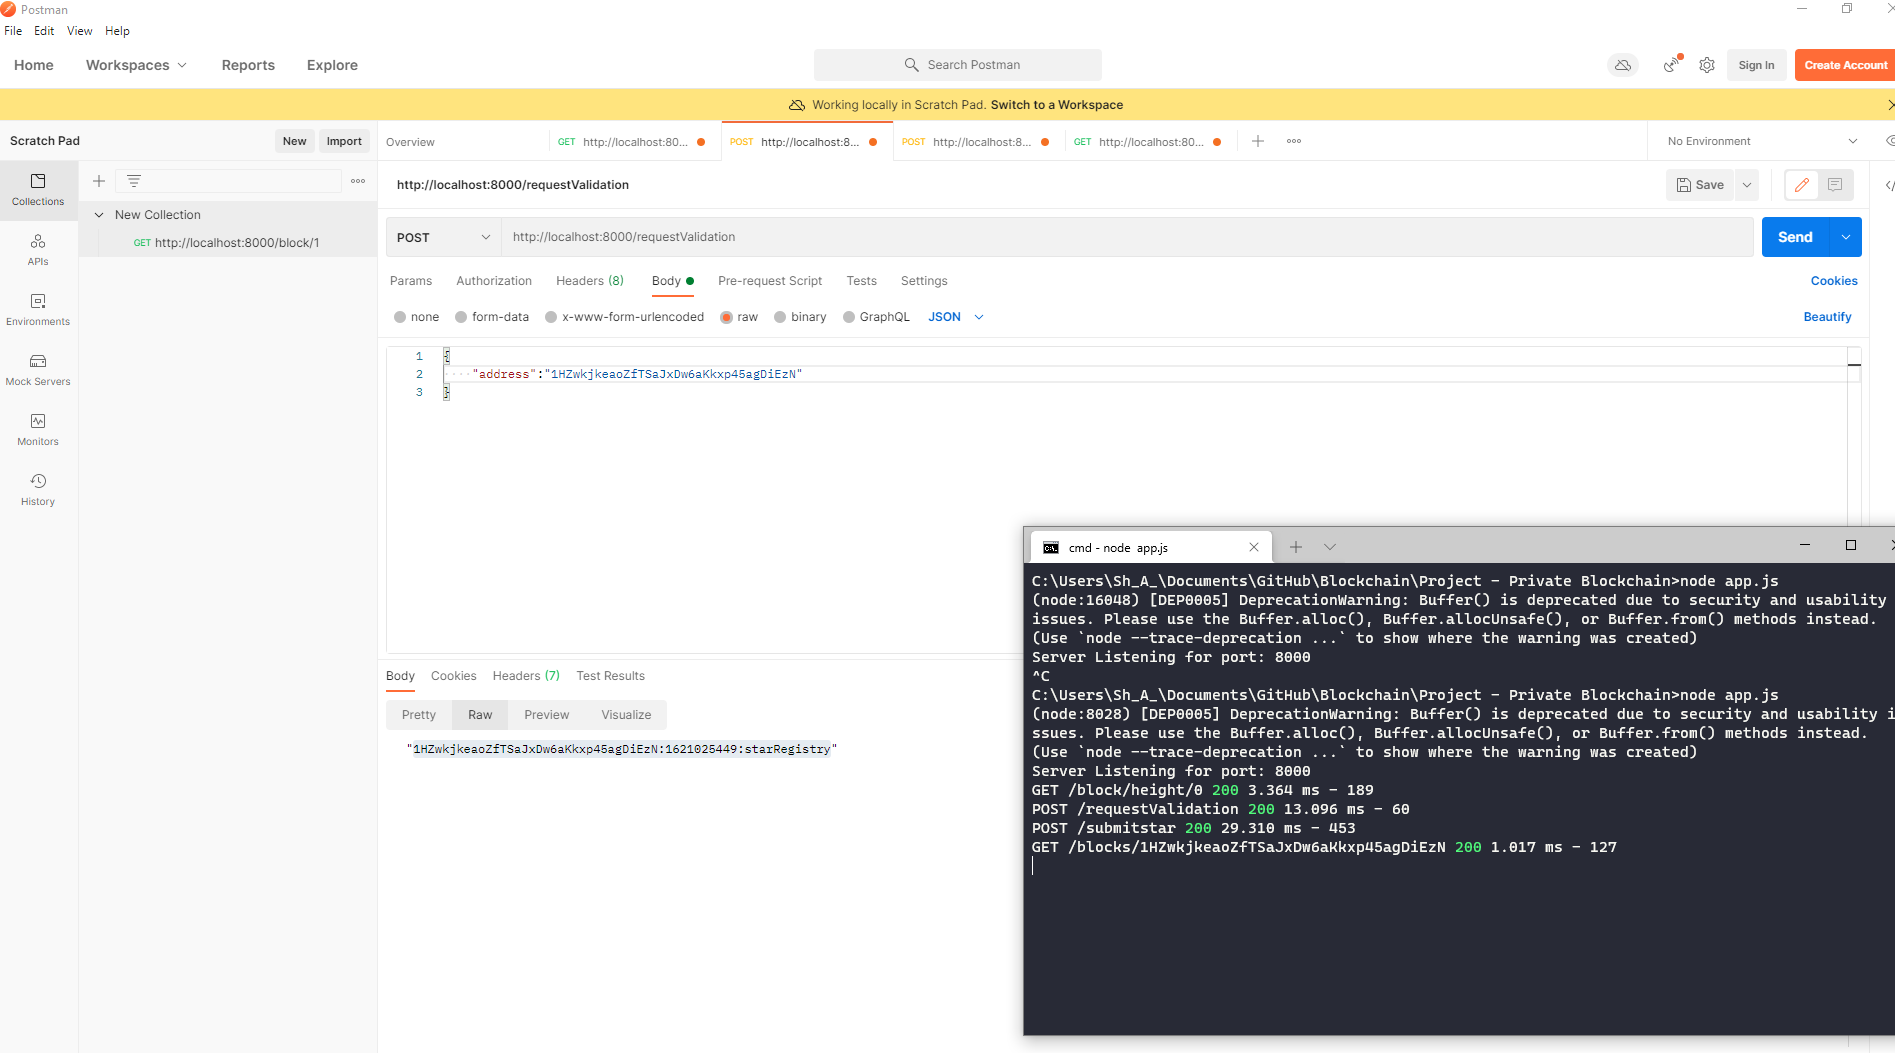 Postman
File Edit View Help
Home Workspaces Reports Explore Search Postman Sign In Create Account
Working locally in Scratch Pad. Switch to a Workspace
Scratch Pad New Import Overview GET http://localhost:80... POST http://localhost:8... POST http://localhost:8... GET http://localhost:80... No Environment
Collections
APIs
Environments
Mock Servers
Monitors
History
New Collection
GET http://localhost:8000/block/1
http://localhost:8000/requestValidation Save
POST http://localhost:8000/requestValidation Send
Params Authorization Headers (8) Body Pre-request Script Tests Settings Cookies
none form-data x-www-form-urlencoded raw binary GraphQL JSON Beautify
1 {
2 "address":"1HZwkjkeaoZfTSaJxDw6aKkxp45agDiEzN"
3 }
Body Cookies Headers (7) Test Results
Pretty Raw Preview Visualize
"1HZwkjkeaoZfTSaJxDw6aKkxp45agDiEzN:1621025449:starRegistry"
cmd - node app.js
C:\Users\Sh_A_\Documents\GitHub\Blockchain\Project - Private Blockchain>node app.js
(node:16048) [DEP0005] DeprecationWarning: Buffer() is deprecated due to security and usability
issues. Please use the Buffer.alloc(), Buffer.allocUnsafe(), or Buffer.from() methods instead.
(Use `node --trace-deprecation ...` to show where the warning was created)
Server Listening for port: 8000
^C
C:\Users\Sh_A_\Documents\GitHub\Blockchain\Project - Private Blockchain>node app.js
(node:8028) [DEP0005] DeprecationWarning: Buffer() is deprecated due to security and usability i
ssues. Please use the Buffer.alloc(), Buffer.allocUnsafe(), or Buffer.from() methods instead.
(Use `node --trace-deprecation ...` to show where the warning was created)
Server Listening for port: 8000
GET /block/height/0 200 3.364 ms - 189
POST /requestValidation 200 13.096 ms - 60
POST /submitstar 200 29.310 ms - 453
GET /blocks/1HZwkjkeaoZfTSaJxDw6aKkxp45agDiEzN 200 1.017 ms - 127